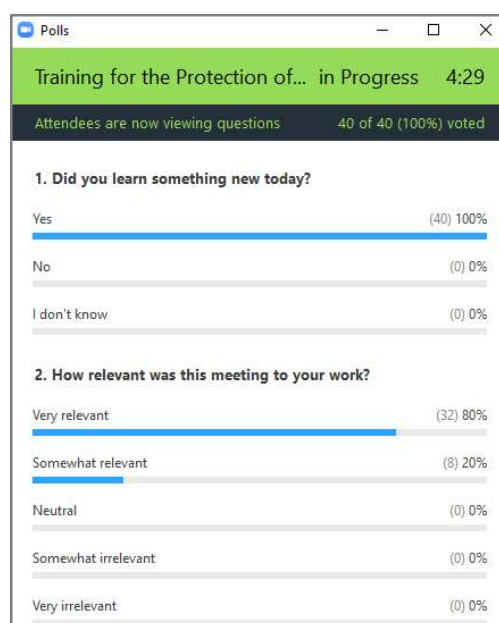 Polls
Training for the Protection of... in Progress 4:29
Attendees are now viewing questions 40 of 40 (100%) voted
1. Did you learn something new today?
Yes (40) 100%
No (0) 0%
I don't know (0) 0%
2. How relevant was this meeting to your work?
Very relevant (32) 80%
Somewhat relevant (8) 20%
Neutral (0) 0%
Somewhat irrelevant (0) 0%
Very irrelevant (0) 0%